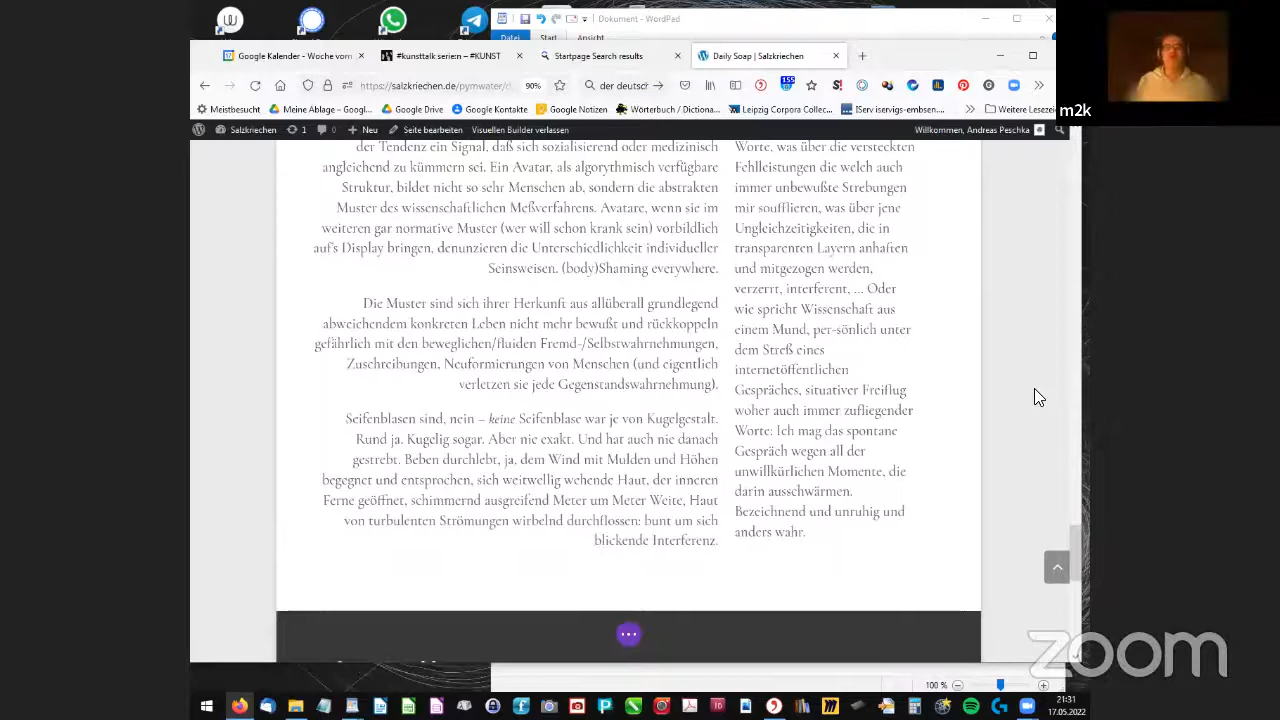 Dokument - WordPad
Datei Start Ansicht
Google Kalender - Woche vom
#kunsttalk seriem – #KUNST
Startpage Search results
Daily Soap | Salzkriechen
https://salzkriechen.de/pymwater/d
90%
der deutsch
155
Meistbesucht
Meine Ablage – Googl...
Google Drive
Google Kontakte
Google Notizen
Wörterbuch / Dictiona...
Leipzig Corpora Collec...
IServ iservigs-embsen....
Weitere Lesezei
m2k
Salzkriechen 1 0 Neu Seite bearbeiten Visuellen Builder verlassen
Willkommen, Andreas Peschka
der Tendenz ein Signal, daß sich sozialisierend oder medizinisch
angleichend zu kümmern sei. Ein Avatar, als algorythmisch verfügbare
Struktur, bildet nicht so sehr Menschen ab, sondern die abstrakten
Muster des wissenschaftlichen Meßverfahrens. Avatare, wenn sie im
weiteren gar normative Muster (wer will schon krank sein) vorbildlich
auf's Display bringen, denunzieren die Unterschiedlichkeit individueller
Seinsweisen. (body)Shaming everywhere.
Die Muster sind sich ihrer Herkunft aus allüberall grundlegend
abweichendem konkreten Leben nicht mehr bewußt und rückkoppeln
gefährlich mit den beweglichen/fluiden Fremd-/Selbstwahrnehmungen,
Zuschreibungen, Neuformierungen von Menschen (und eigentlich
verletzen sie jede Gegenstandswahrnehmung).
Seifenblasen sind, nein – keine Seifenblase war je von Kugelgestalt.
Rund ja. Kugelig sogar. Aber nie exakt. Und hat auch nie danach
gestrebt. Beben durchlebt, ja, dem Wind mit Mulden und Höhen
begegnet und entsprochen, sich weitwellig wehende Haut, der inneren
Ferne geöffnet, schimmernd ausgreifend Meter um Meter Weite, Haut
von turbulenten Strömungen wirbelnd durchflossen: bunt um sich
blickende Interferenz.
Worte, was über die versteckten
Fehlleistungen die welch auch
immer unbewußte Strebungen
mir soufflieren, was über jene
Ungleichzeitigkeiten, die in
transparenten Layern anhaften
und mitgezogen werden,
verzerrt, interferent, ... Oder
wie spricht Wissenschaft aus
einem Mund, per-sönlich unter
dem Streß eines
internetöffentlichen
Gespräches, situativer Freiflug
woher auch immer zufliegender
Worte: Ich mag das spontane
Gespräch wegen all der
unwillkürlichen Momente, die
darin ausschwärmen.
Bezeichnend und unruhig und
anders wahr.
zoom
100 %
21:31
17.05.2022